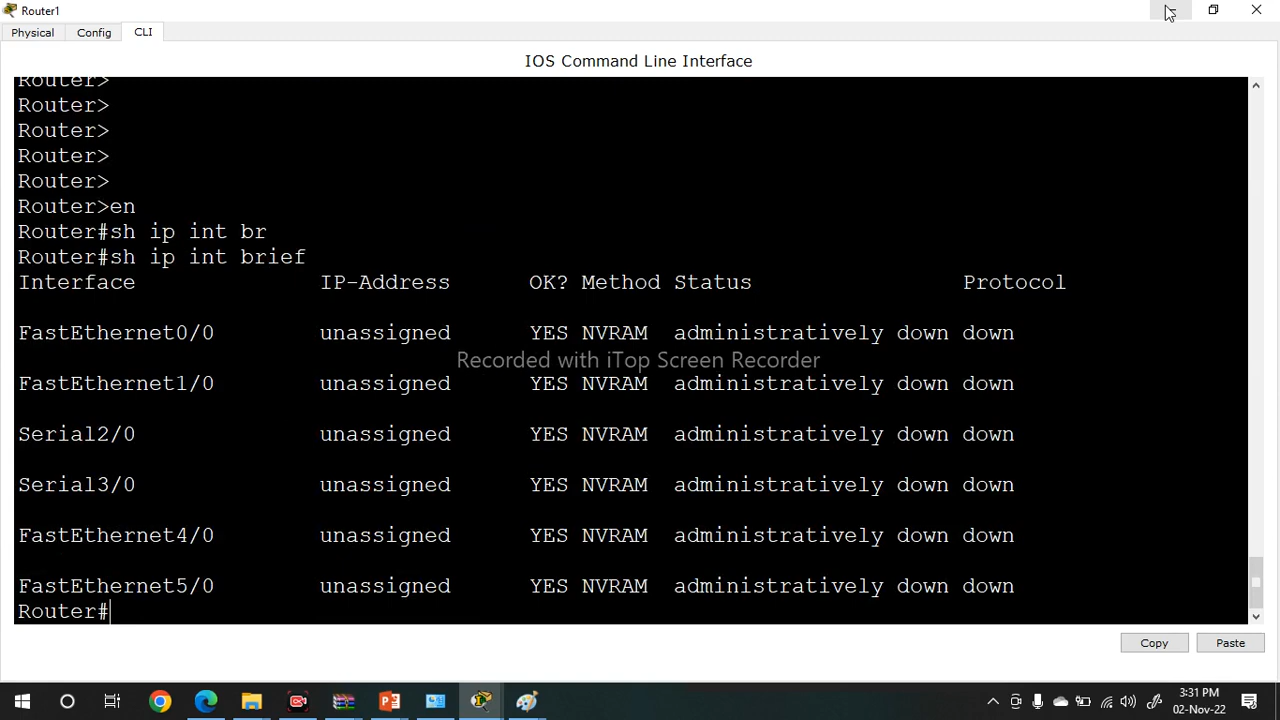 Router1
Physical Config CLI
IOS Command Line Interface
Router>
Router>
Router>
Router>
Router>
Router>en
Router#sh ip int br
Router#sh ip int brief
Interface IP-Address OK? Method Status Protocol
FastEthernet0/0 unassigned YES NVRAM administratively down down
Recorded with iTop Screen Recorder
FastEthernet1/0 unassigned YES NVRAM administratively down down
Serial2/0 unassigned YES NVRAM administratively down down
Serial3/0 unassigned YES NVRAM administratively down down
FastEthernet4/0 unassigned YES NVRAM administratively down down
FastEthernet5/0 unassigned YES NVRAM administratively down down
Router#
Copy Paste
3:31 PM
02-Nov-22